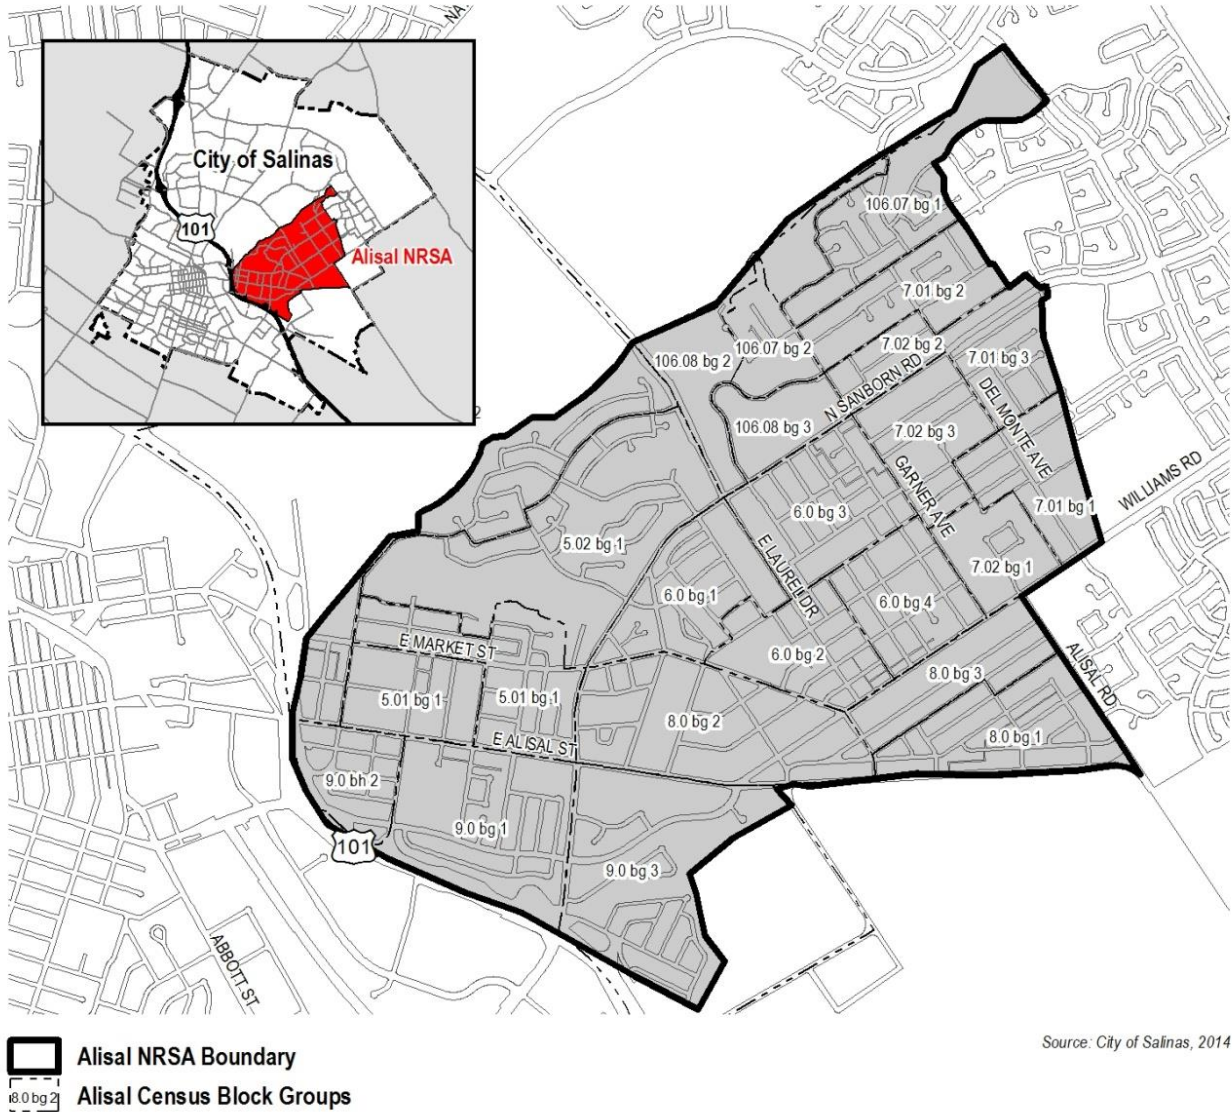 NA
City of Salinas
101
Alisal NRSA
2
106.07 bg 1
7.01 bg 2
106.07 bg 2
7.02 bg 2
106.08 bg 2
7.01 bg 3
N SANBORN RD
DEL MONTE AVE
106.08 bg 3
7.02 bg 3
GARNER AVE
WILLIAMS RD
7.01 bg 1
6.0 bg 3
5.02 bg 1
E LAUREL DR
7.02 bg 1
6.0 bg 1
6.0 bg 4
E MARKET ST
6.0 bg 2
ALISAL RD
8.0 bg 3
5.01 bg 1
5.01 bg 1
8.0 bg 2
8.0 bg 1
E ALISAL ST
9.0 bh 2
9.0 bg 1
101
9.0 bg 3
ABBOTT ST
Source: City of Salinas, 2014
Alisal NRSA Boundary
8.0 bg 2
Alisal Census Block Groups